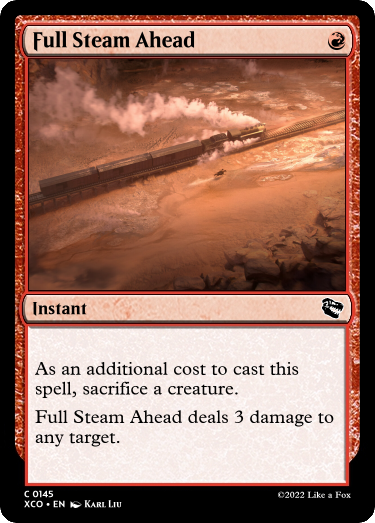 Full Steam Ahead
Instant
As an additional cost to cast this
spell, sacrifice a creature.
Full Steam Ahead deals 3 damage to
any target.
C 0145
XCO • EN Karl Liu
©2022 Like a Fox